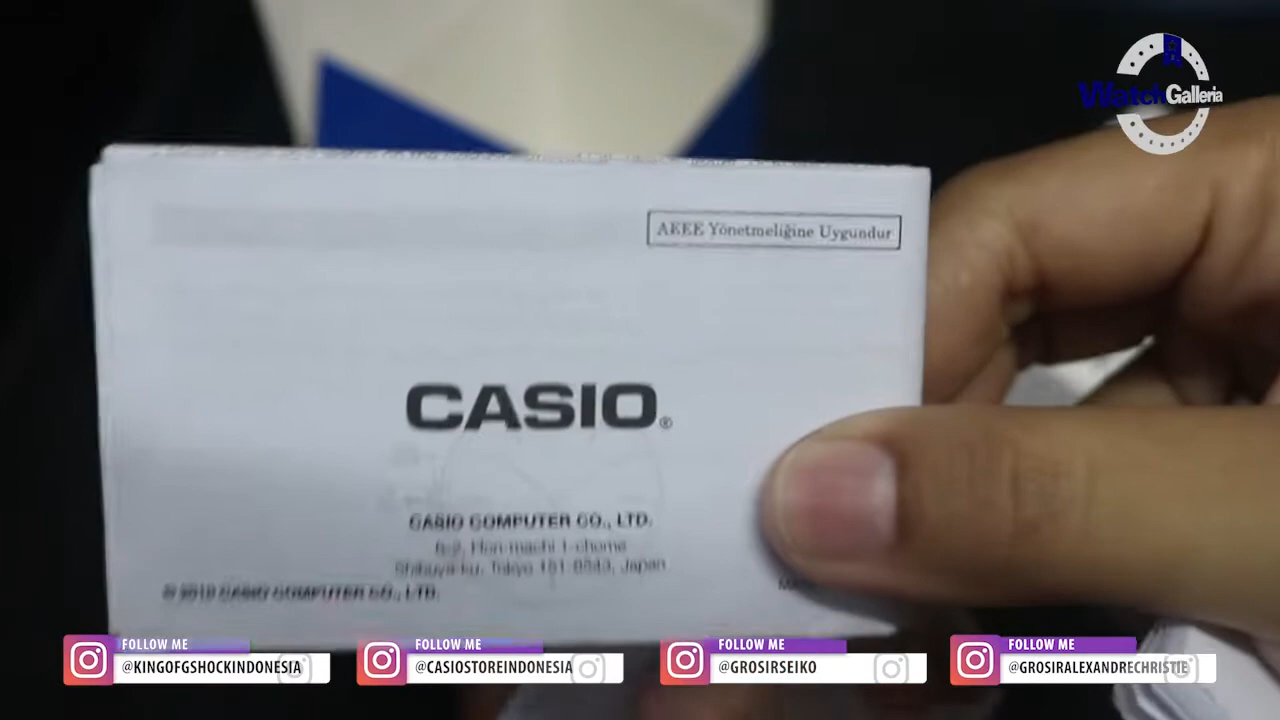 WatchGalleria
AEEE Yönetmeliğine Uygundur
CASIO®
CASIO COMPUTER CO., LTD.
6-2, Hon-machi 1-chome
Shibuya-ku, Tokyo 151-8543, Japan
CASIO COMPUTER CO., LTD.
FOLLOW ME
@KINGOFGSHOCKINDONESIA
FOLLOW ME
@CASIOSTOREINDONESIA
FOLLOW ME
@GROSIRSEIKO
FOLLOW ME
@GROSIRALEXANDRECHRISTIE